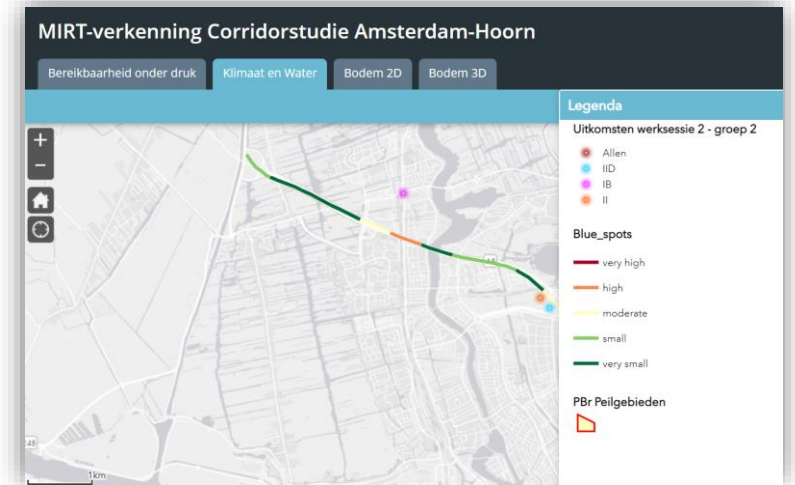 MIRT-verkenning Corridorstudie Amsterdam-Hoorn
Bereikbaarheid onder druk
Klimaat en Water
Bodem 2D
Bodem 3D
Legenda
Uitkomsten werksessie 2 - groep 2
Allen
IID
IB
II
Blue_spots
very high
high
moderate
small
very small
PBr Peilgebieden
1km